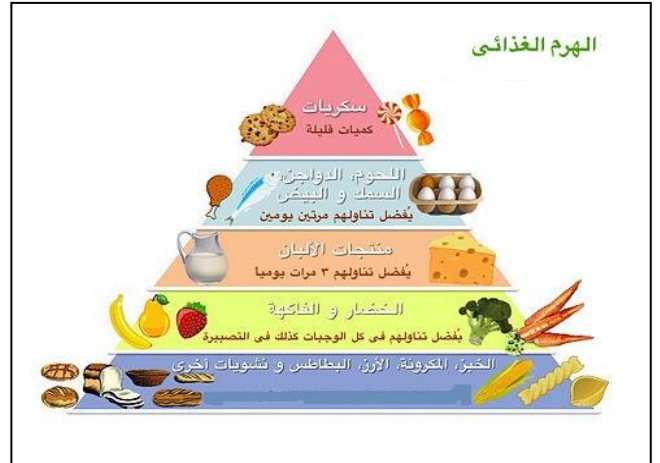 الهرم الغذائى
سكريات
كميات قليلة
اللحوم، الدواجن،
السمك و البيض
يُفضل تناولهم مرتين يومين
منتجات الألبان
يُفضل تناولهم ٣ مرات يومياً
الخضار و الفاكهة
يُفضل تناولهم فى كل الوجبات كذلك فى التصبيرة
الخبز، المكرونة، الأرز، البطاطس و نشويات أخرى